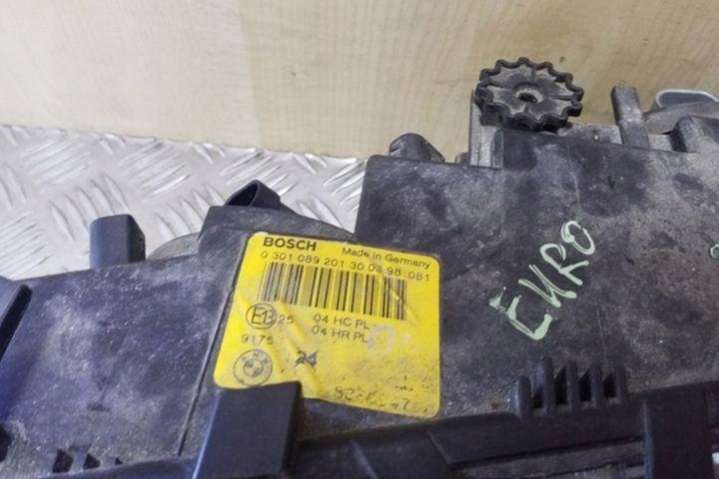 BOSCH Made in Germany
0 301 089 201 30 03 98 081
E13 25 04 HC PL
04 HR PL
9175
24
EURO